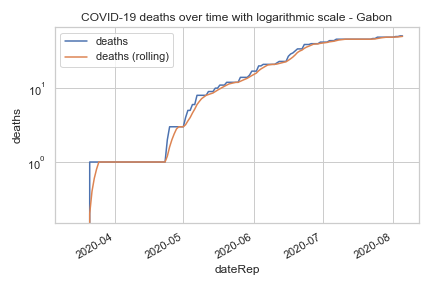 COVID-19 deaths over time with logarithmic scale - Gabon
deaths
deaths (rolling)
10¹
10⁰
deaths
2020-04
2020-05
2020-06
2020-07
2020-08
dateRep